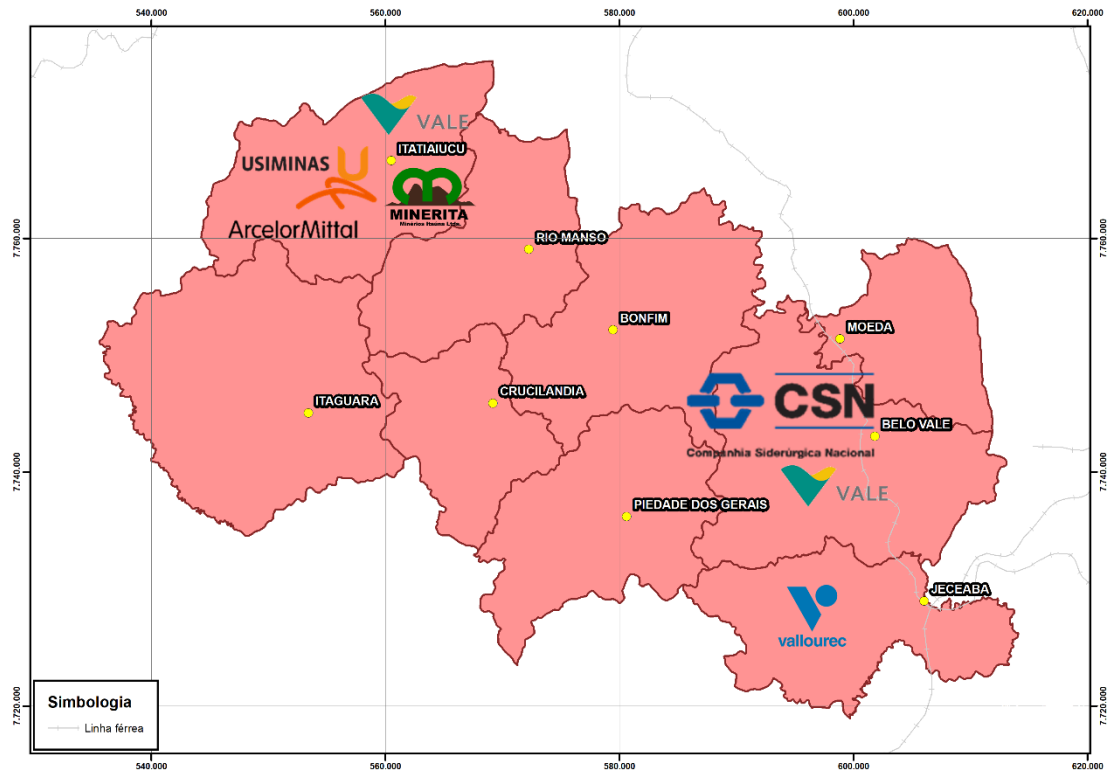 540.000
560.000
580.000
600.000
620.000
VALE
ITATIAIUCU
USIMINAS
MINERITA
Minérios Itaúna Ltda.
ArcelorMittal
7.760.000
7.760.000
RIO MANSO
BONFIM
MOEDA
CRUCILANDIA
ITAGUARA
CSN
Companhia Siderúrgica Nacional
BELO VALE
7.740.000
7.740.000
VALE
PIEDADE DOS GERAIS
JECEABA
vallourec
Simbologia
Linha férrea
7.720.000
7.720.000
540.000
560.000
580.000
600.000
620.000